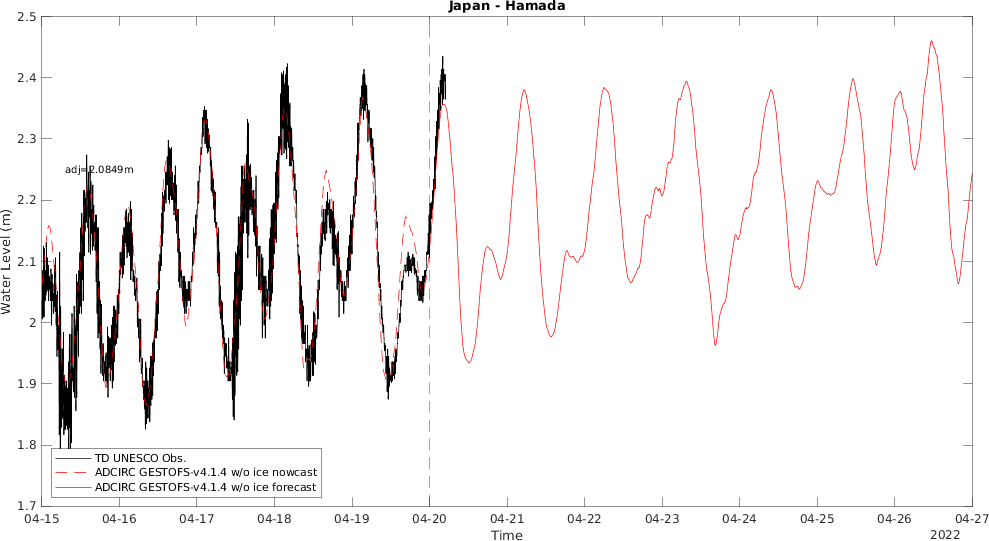 Japan - Hamada
2.5
2.4
2.3
2.2
2.1
2
1.9
1.8
1.7
Water Level (m)
adj=2.0849m
TD UNESCO Obs.
ADCIRC GESTOFS-v4.1.4 w/o ice nowcast
ADCIRC GESTOFS-v4.1.4 w/o ice forecast
04-15 04-16 04-17 04-18 04-19 04-20 04-21 04-22 04-23 04-24 04-25 04-26 04-27
Time
2022